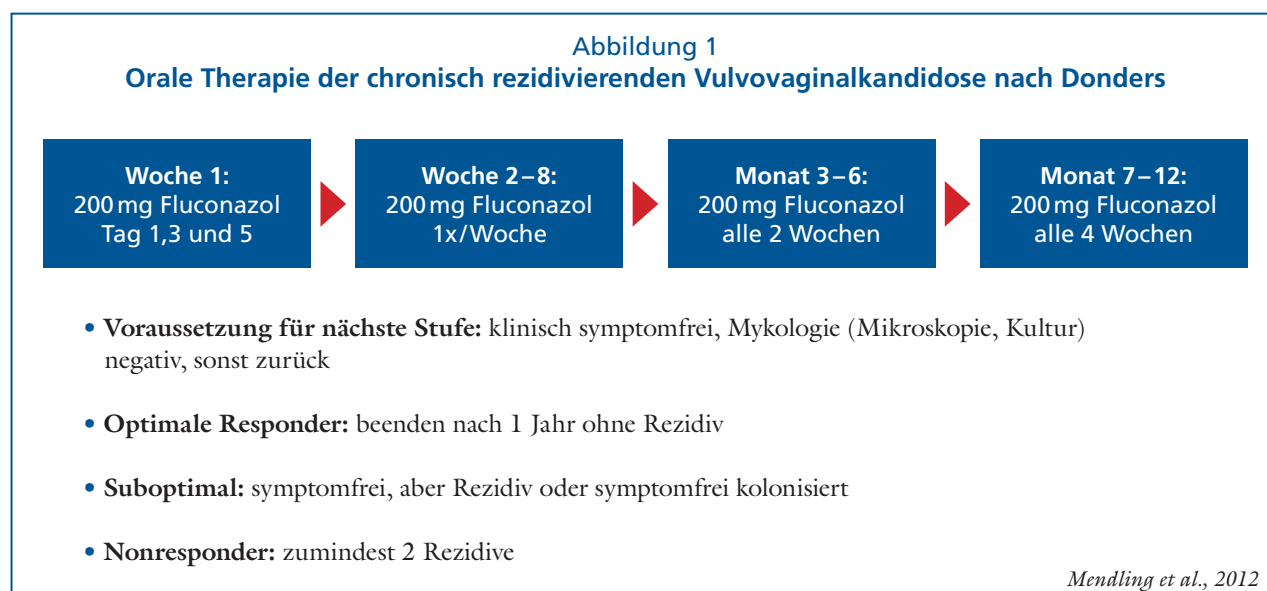 Abbildung 1
Orale Therapie der chronisch rezidivierenden Vulvovaginalkandidose nach Donders
Woche 1:
200 mg Fluconazol
Tag 1,3 und 5
Woche 2–8:
200 mg Fluconazol
1x/Woche
Monat 3–6:
200 mg Fluconazol
alle 2 Wochen
Monat 7–12:
200 mg Fluconazol
alle 4 Wochen
• Voraussetzung für nächste Stufe: klinisch symptomfrei, Mykologie (Mikroskopie, Kultur)
negativ, sonst zurück
• Optimale Responder: beenden nach 1 Jahr ohne Rezidiv
• Suboptimal: symptomfrei, aber Rezidiv oder symptomfrei kolonisiert
• Nonresponder: zumindest 2 Rezidive
Mendling et al., 2012